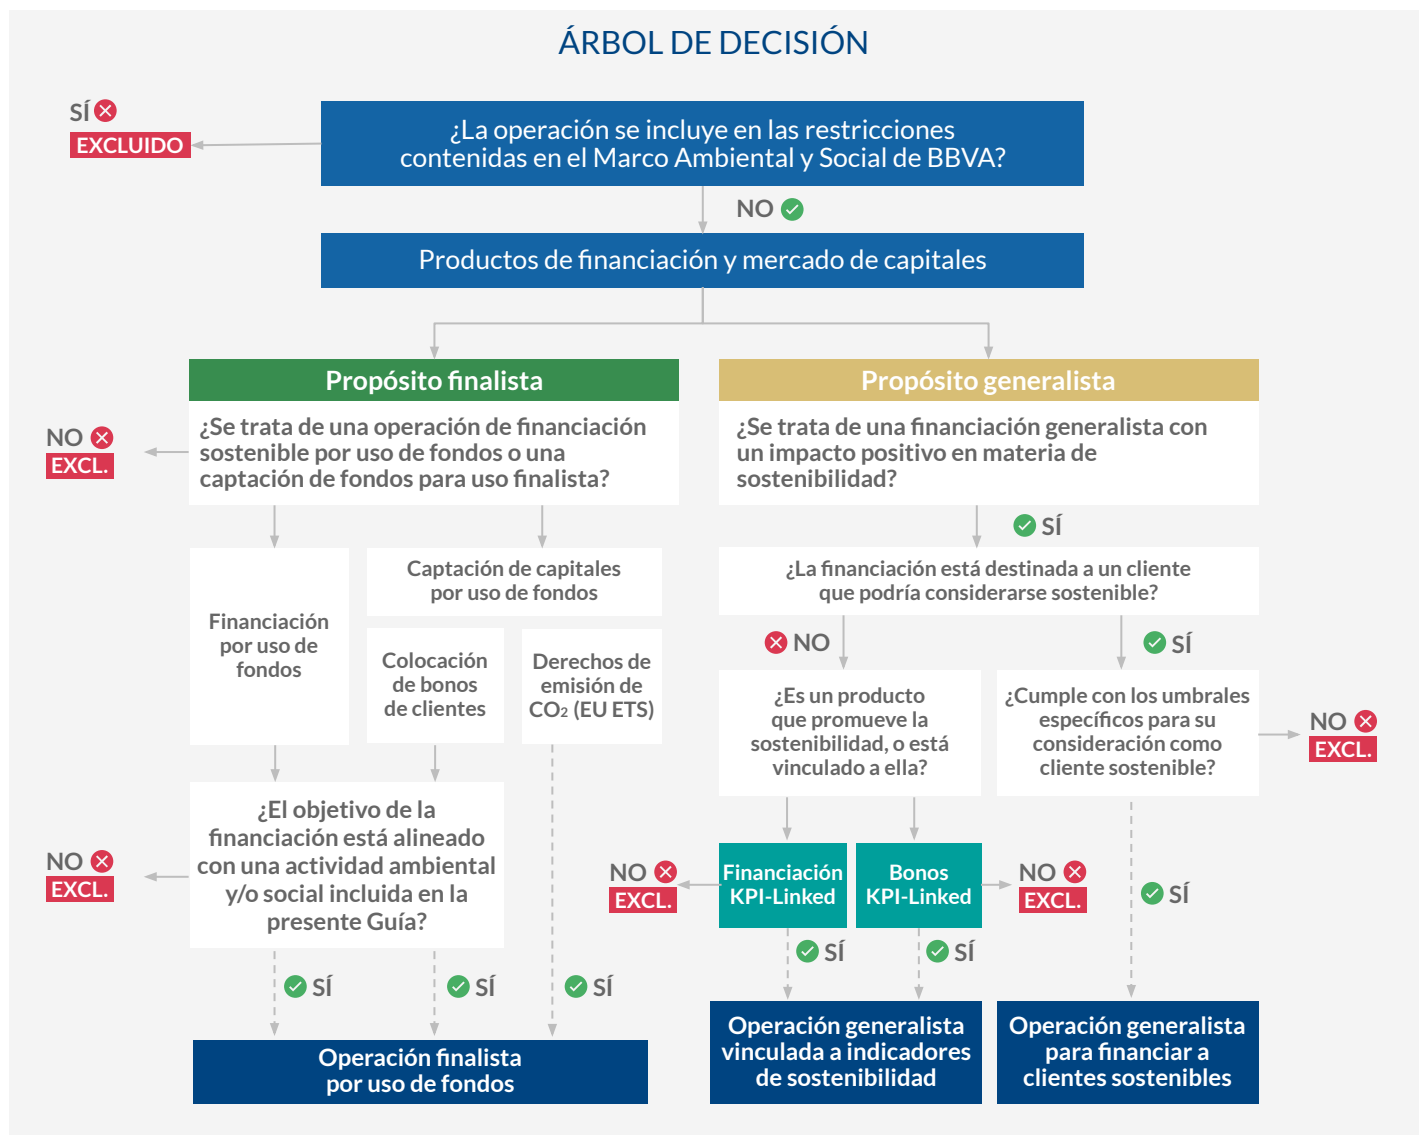 ÁRBOL DE DECISIÓN
SÍ
EXCLUIDO
¿La operación se incluye en las restricciones
contenidas en el Marco Ambiental y Social de BBVA?
NO
Productos de financiación y mercado de capitales
Propósito finalista
¿Se trata de una operación de financiación
sostenible por uso de fondos o una
captación de fondos para uso finalista?
NO
EXCL.
Propósito generalista
¿Se trata de una financiación generalista con
un impacto positivo en materia de
sostenibilidad?
SÍ
Financiación
por uso de
fondos
Captación de capitales
por uso de fondos
Colocación
de bonos
de clientes
Derechos de
emisión de
CO₂ (EU ETS)
¿La financiación está destinada a un cliente
que podría considerarse sostenible?
NO
SÍ
¿Es un producto
que promueve la
sostenibilidad, o está
vinculado a ella?
¿Cumple con los umbrales
específicos para su
consideración como
cliente sostenible?
NO
EXCL.
¿El objetivo de la
financiación está alineado
con una actividad ambiental
y/o social incluida en la
presente Guía?
NO
EXCL.
NO
EXCL.
Financiación
KPI-Linked
Bonos
KPI-Linked
NO
EXCL.
SÍ
SÍ
SÍ
SÍ
SÍ
SÍ
Operación finalista
por uso de fondos
Operación generalista
vinculada a indicadores
de sostenibilidad
Operación generalista
para financiar a
clientes sostenibles